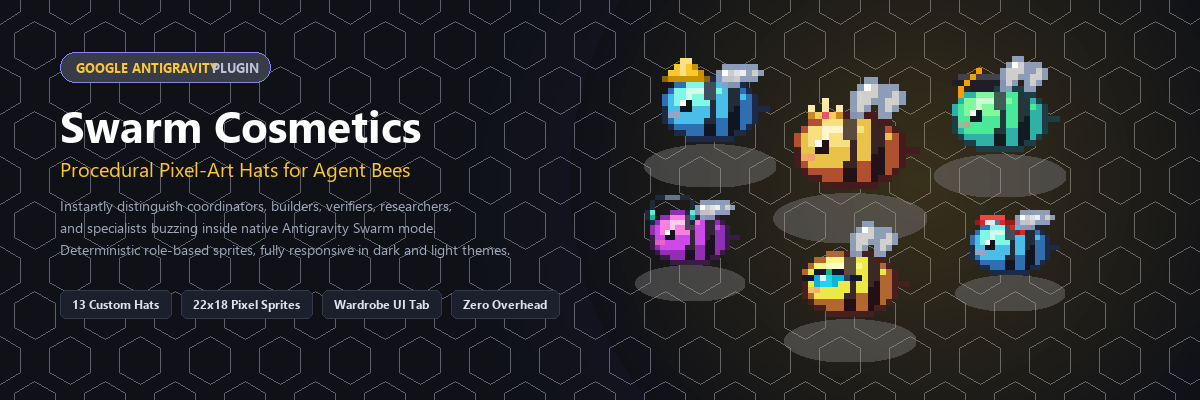 GOOGLE ANTIGRAVITY PLUGIN
Swarm Cosmetics
Procedural Pixel-Art Hats for Agent Bees
Instantly distinguish coordinators, builders, verifiers, researchers,
and specialists buzzing inside native Antigravity Swarm mode.
Deterministic role-based sprites, fully responsive in dark and light themes.
13 Custom Hats
22x18 Pixel Sprites
Wardrobe UI Tab
Zero Overhead